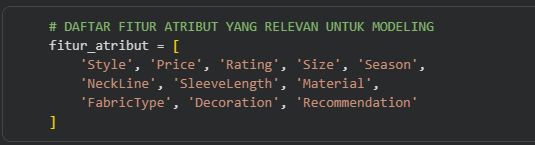 # DAFTAR FITUR ATRIBUT YANG RELEVAN UNTUK MODELING
fitur_atribut = [
'Style', 'Price', 'Rating', 'Size', 'Season',
'NeckLine', 'SleeveLength', 'Material',
'FabricType', 'Decoration', 'Recommendation'
]